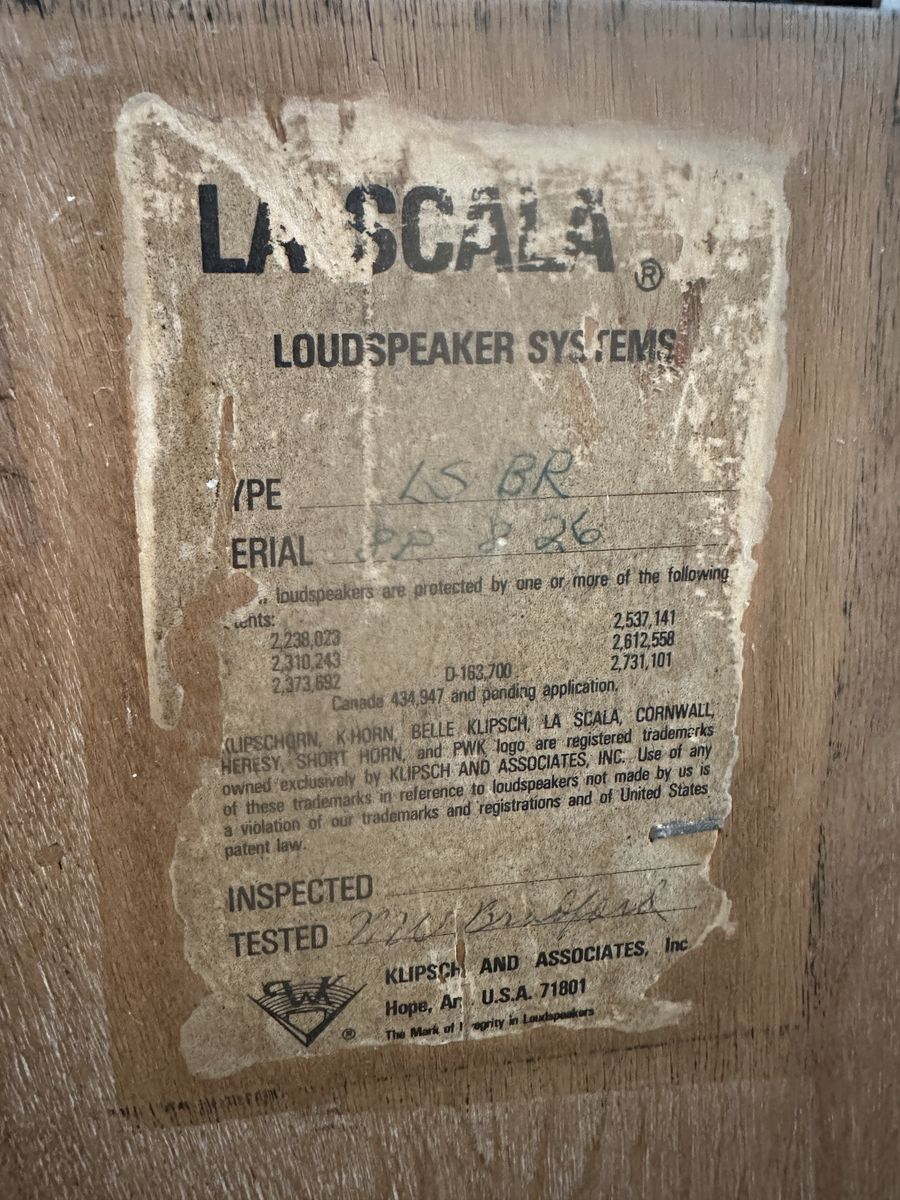 LA SCALA ®
LOUDSPEAKER SYSTEMS
YPE LS BR
ERIAL 8 26
loudspeakers are protected by one or more of the following
tents:
2,238,023 2,537,141
2,310,243 2,612,558
2,373,692 D-163,700 2,731,101
Canada 434,947 and pending application.
KLIPSCHORN, K-HORN, BELLE KLIPSCH, LA SCALA, CORNWALL,
HERESY, SHORT HORN, and PWK logo are registered trademarks
owned exclusively by KLIPSCH AND ASSOCIATES, INC. Use of any
of these trademarks in reference to loudspeakers not made by us is
a violation of our trademarks and registrations and of United States
patent law.
INSPECTED
TESTED Bradford
PWK ®
KLIPSCH AND ASSOCIATES, Inc
Hope, Ar U.S.A. 71801
The Mark of Integrity in Loudspeakers